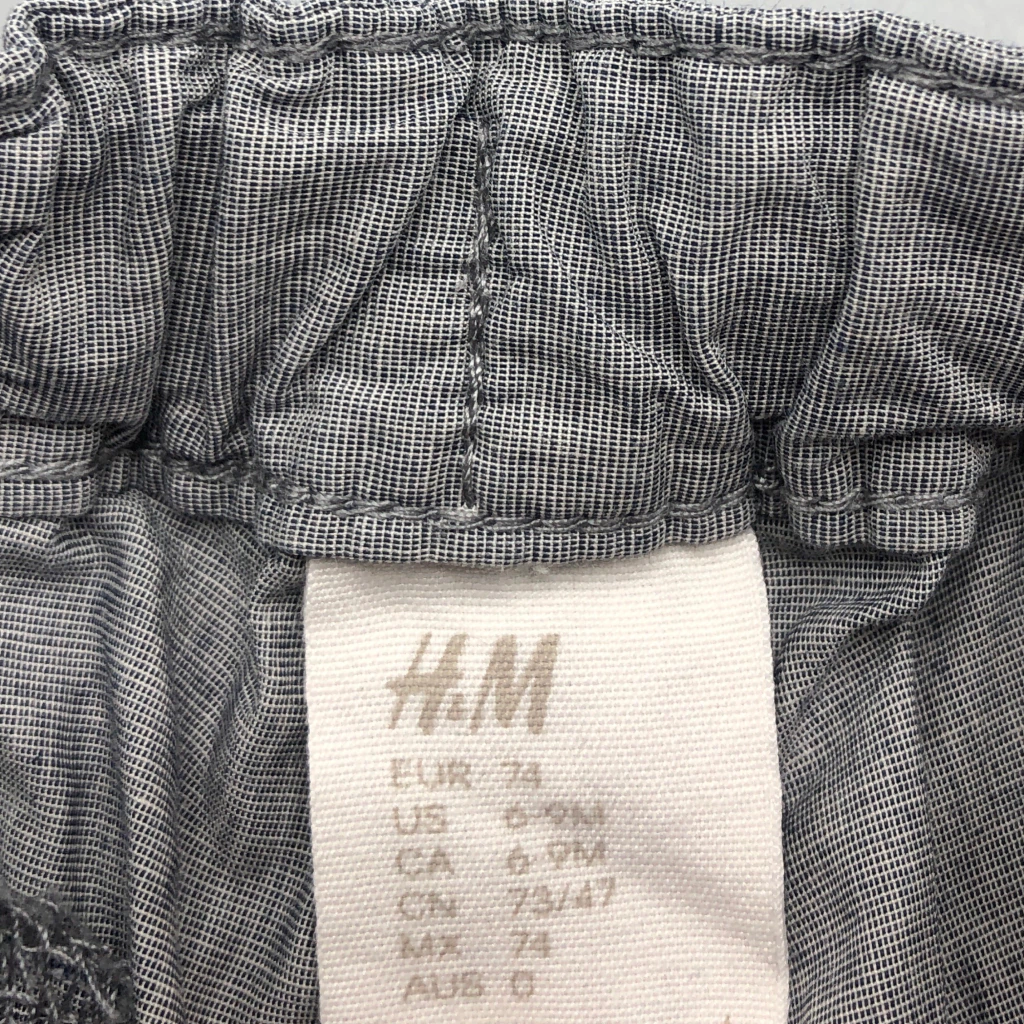 H&M
EUR 74
US 6-9M
CA 6-9M
CN 73/47
MX 74
AUS 0